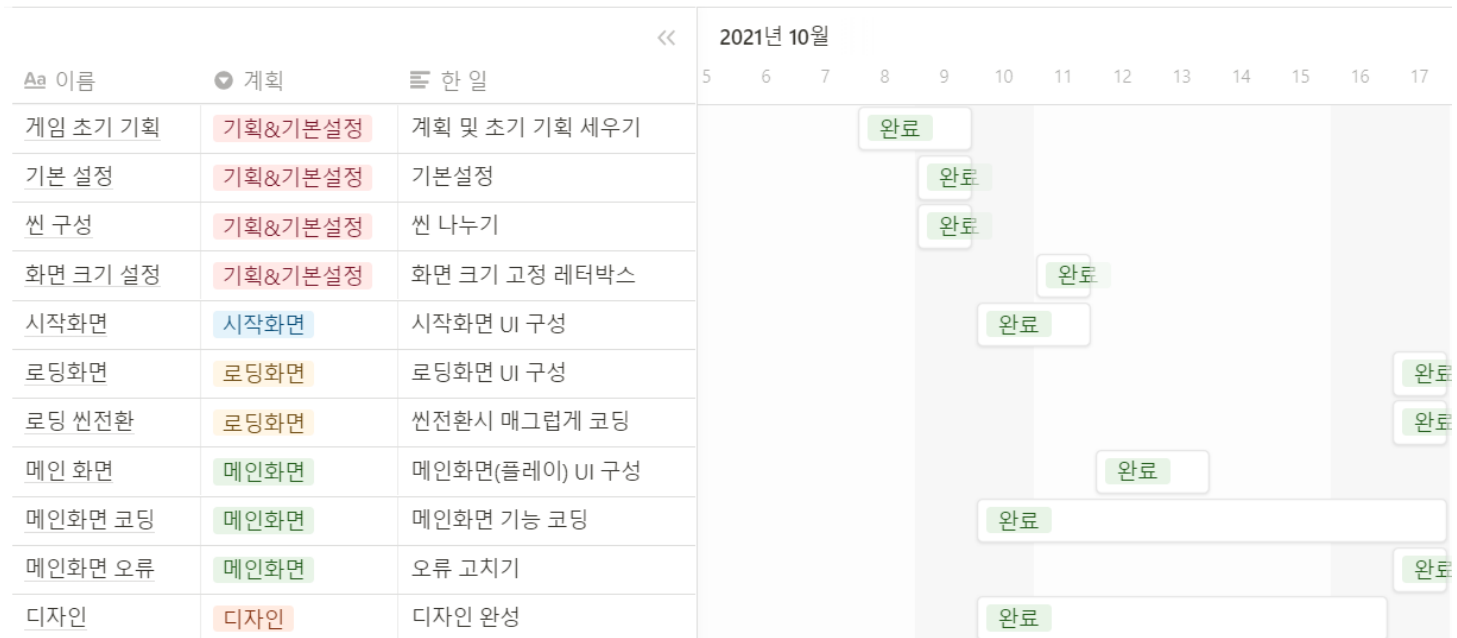 2021년 10월
Aa 이름 계획 한 일 5 6 7 8 9 10 11 12 13 14 15 16 17
게임 초기 기획 기획&기본설정 계획 및 초기 기획 세우기 완료
기본 설정 기획&기본설정 기본설정 완료
씬 구성 기획&기본설정 씬 나누기 완료
화면 크기 설정 기획&기본설정 화면 크기 고정 레터박스 완료
시작화면 시작화면 시작화면 UI 구성 완료
로딩화면 로딩화면 로딩화면 UI 구성 완료
로딩 씬전환 로딩화면 씬전환시 매그럽게 코딩 완료
메인 화면 메인화면 메인화면(플레이) UI 구성 완료
메인화면 코딩 메인화면 메인화면 기능 코딩 완료
메인화면 오류 메인화면 오류 고치기 완료
디자인 디자인 디자인 완성 완료